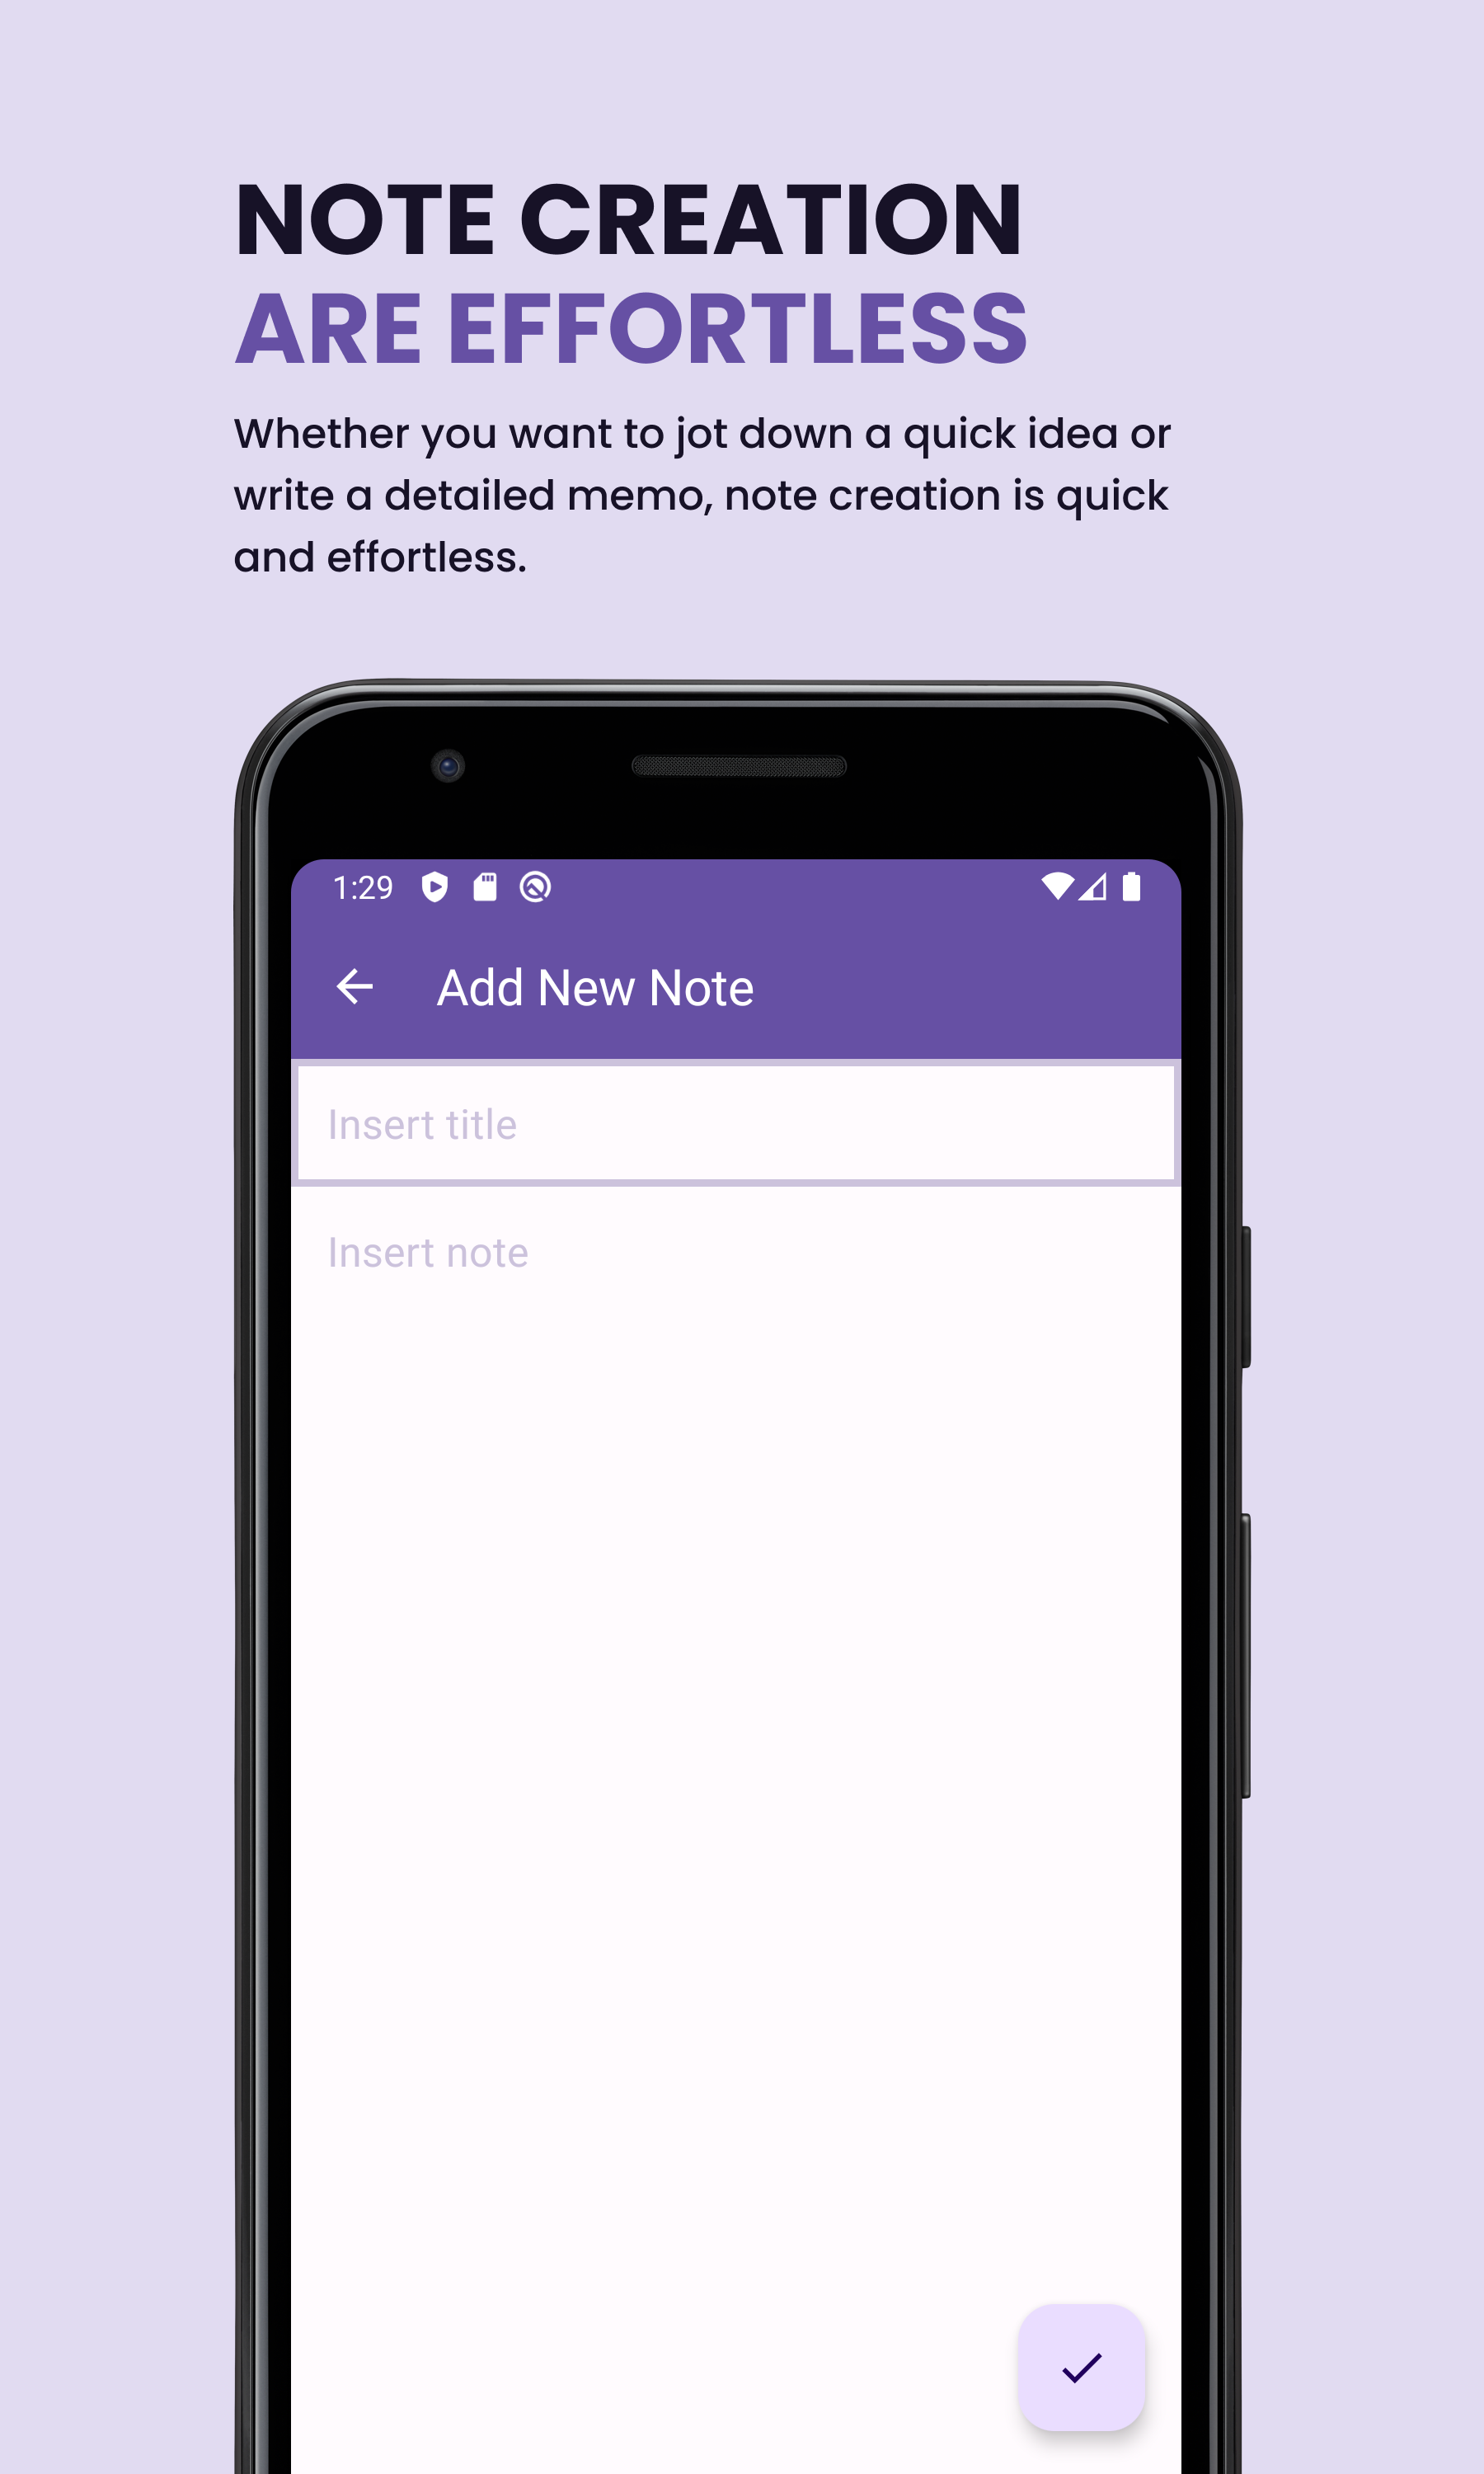 NOTE CREATION
ARE EFFORTLESS
Whether you want to jot down a quick idea or
write a detailed memo, note creation is quick
and effortless.
1:29
Add New Note
Insert title
Insert note